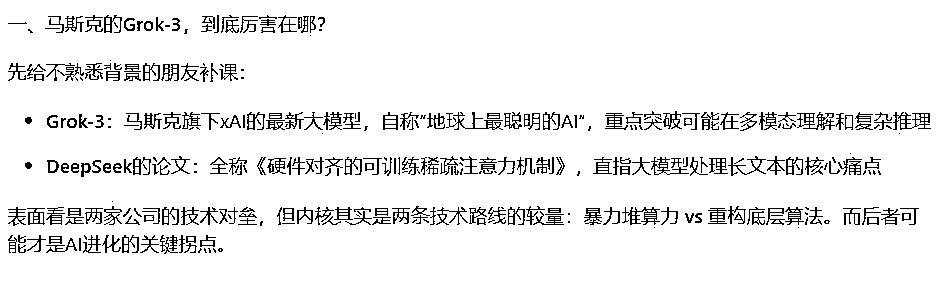 一、马斯克的Grok-3，到底厉害在哪？
先给不熟悉背景的朋友补课：
• Grok-3：马斯克旗下xAI的最新大模型，自称"地球上最聪明的AI"，重点突破可能在多模态理解和复杂推理
• DeepSeek的论文：全称《硬件对齐的可训练稀疏注意力机制》，直指大模型处理长文本的核心痛点
表面看是两家公司的技术对垒，但内核其实是两条技术路线的较量：暴力堆算力 vs 重构底层算法。而后者可
能才是AI进化的关键拐点。